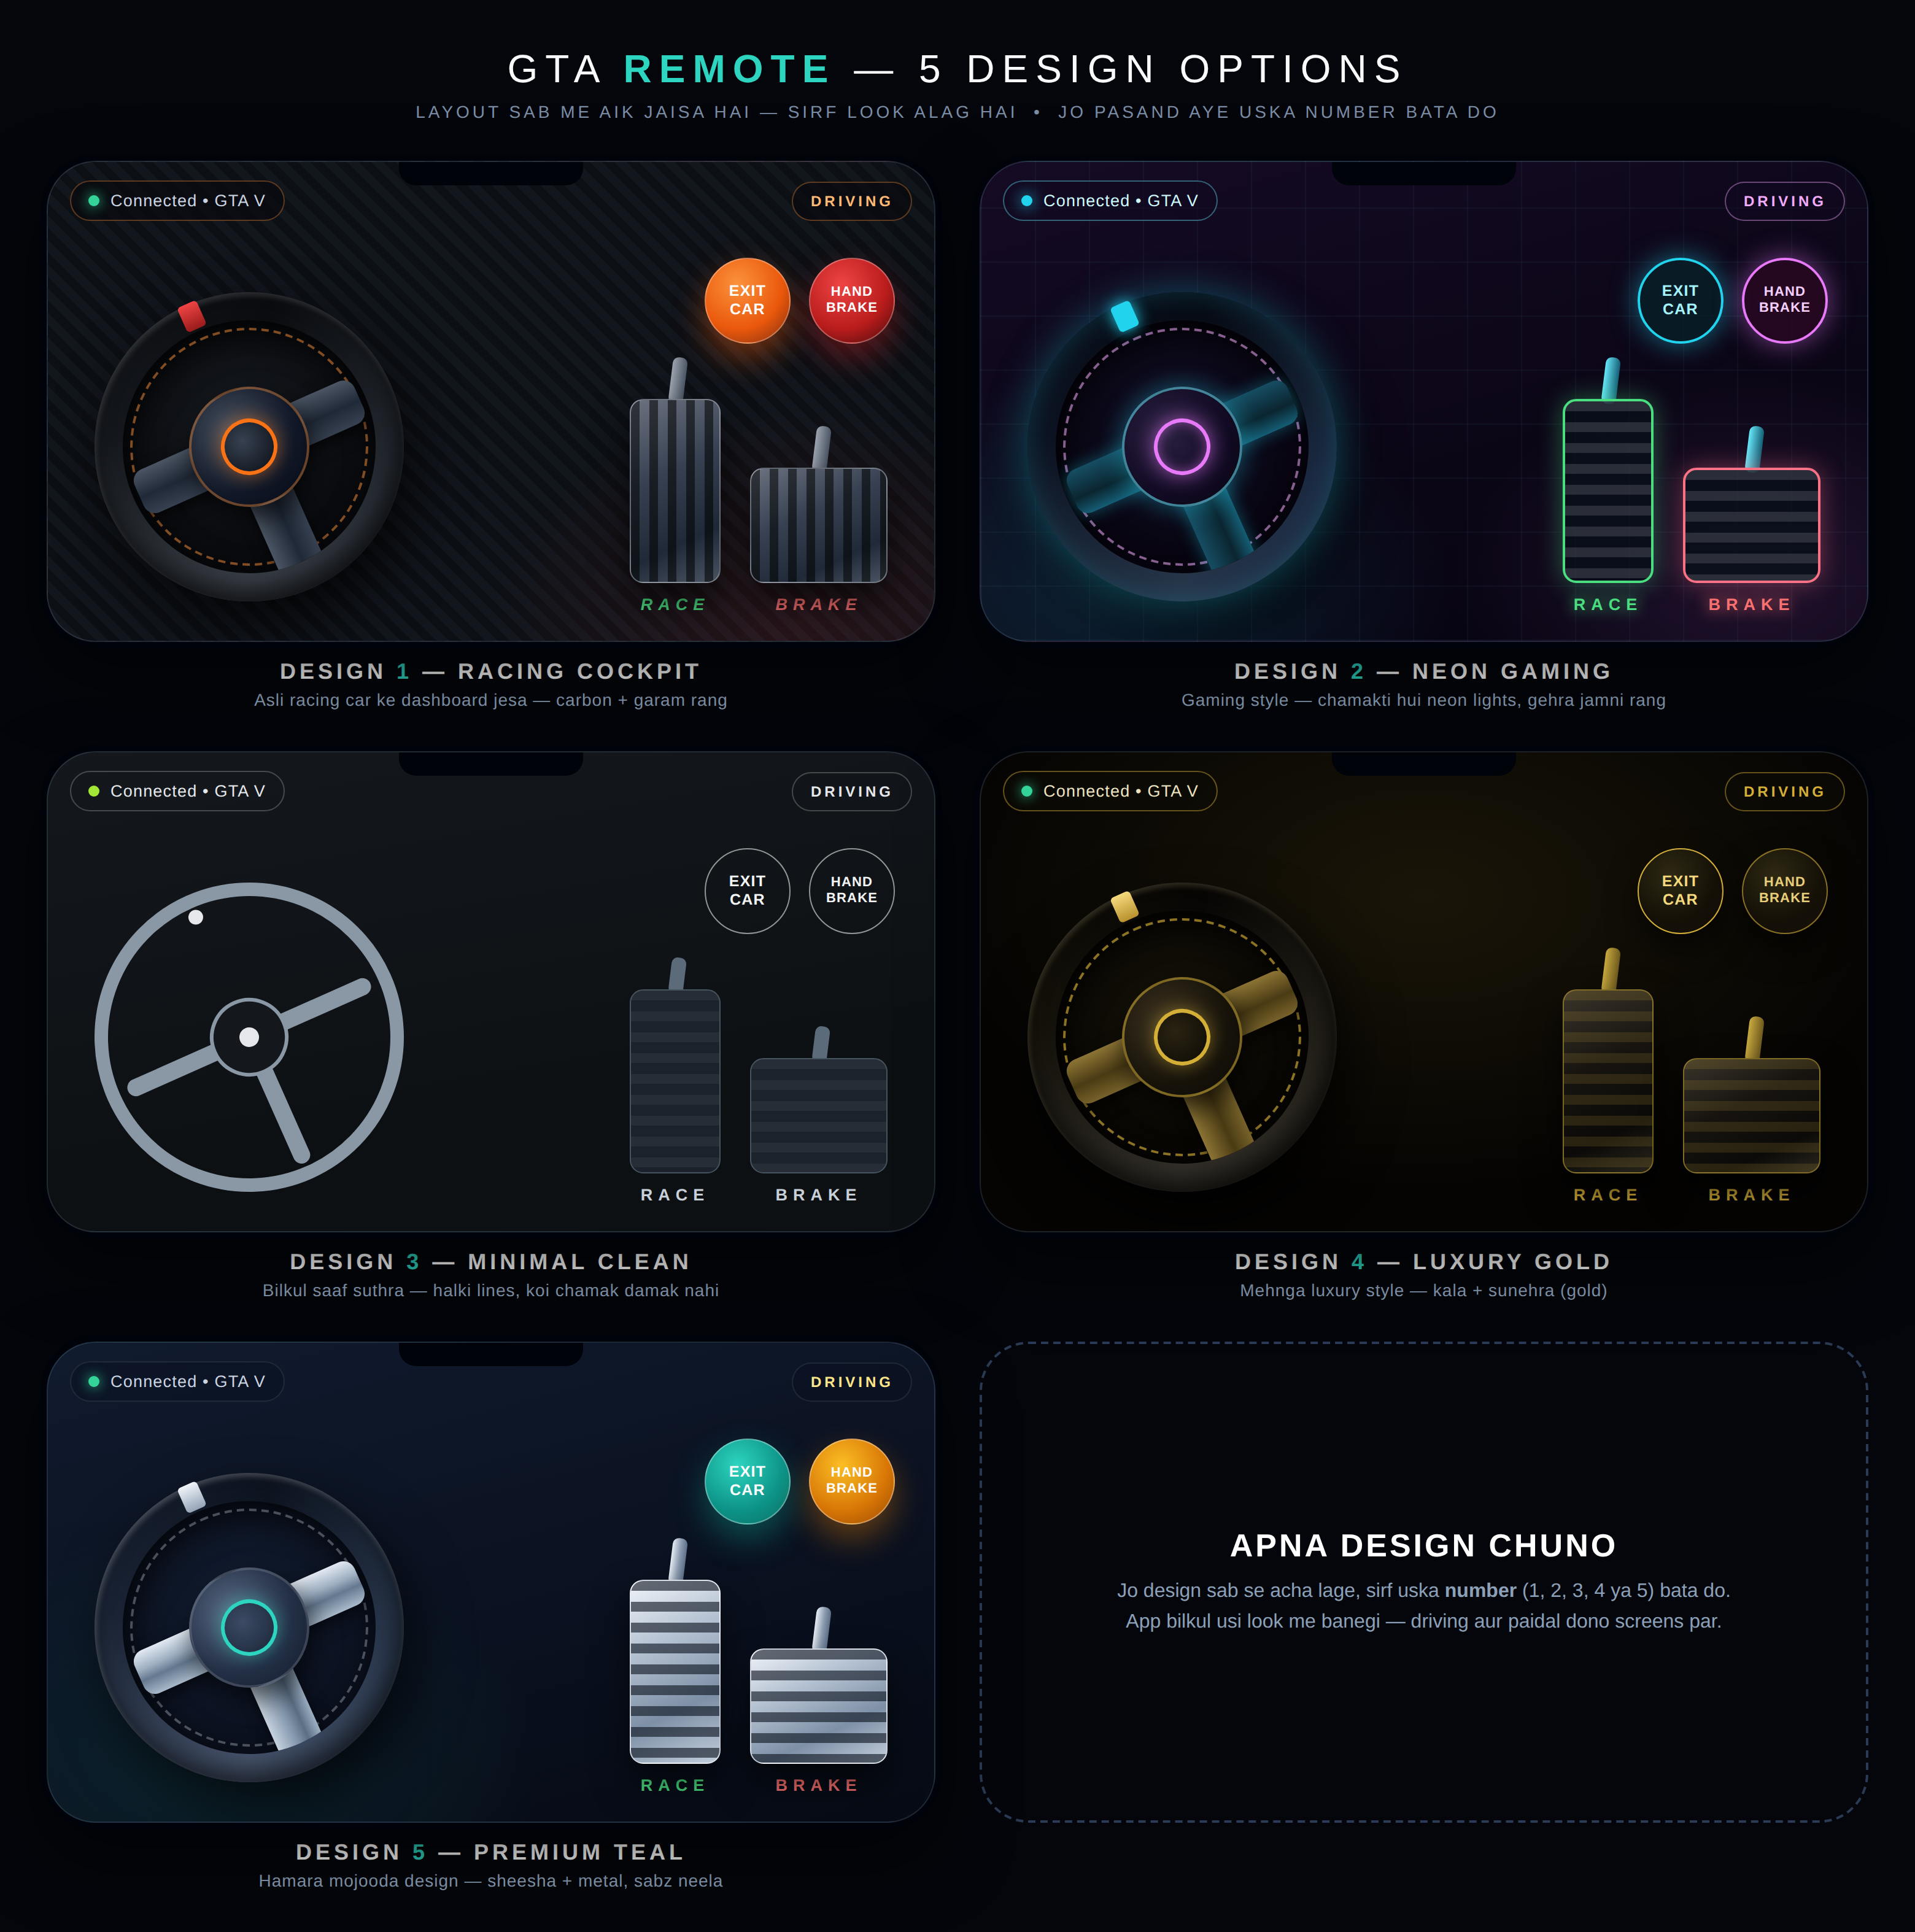 GTA REMOTE — 5 DESIGN OPTIONS
LAYOUT SAB ME AIK JAISA HAI — SIRF LOOK ALAG HAI • JO PASAND AYE USKA NUMBER BATA DO
Connected • GTA V
DRIVING
EXIT
CAR
HAND
BRAKE
RACE
BRAKE
DESIGN 1 — RACING COCKPIT
Asli racing car ke dashboard jesa — carbon + garam rang
Connected • GTA V
DRIVING
EXIT
CAR
HAND
BRAKE
RACE
BRAKE
DESIGN 2 — NEON GAMING
Gaming style — chamakti hui neon lights, gehra jamni rang
Connected • GTA V
DRIVING
EXIT
CAR
HAND
BRAKE
RACE
BRAKE
DESIGN 3 — MINIMAL CLEAN
Bilkul saaf suthra — halki lines, koi chamak damak nahi
Connected • GTA V
DRIVING
EXIT
CAR
HAND
BRAKE
RACE
BRAKE
DESIGN 4 — LUXURY GOLD
Mehnga luxury style — kala + sunehra (gold)
Connected • GTA V
DRIVING
EXIT
CAR
HAND
BRAKE
RACE
BRAKE
DESIGN 5 — PREMIUM TEAL
Hamara mojooda design — sheesha + metal, sabz neela
APNA DESIGN CHUNO
Jo design sab se acha lage, sirf uska number (1, 2, 3, 4 ya 5) bata do.
App bilkul usi look me banegi — driving aur paidal dono screens par.